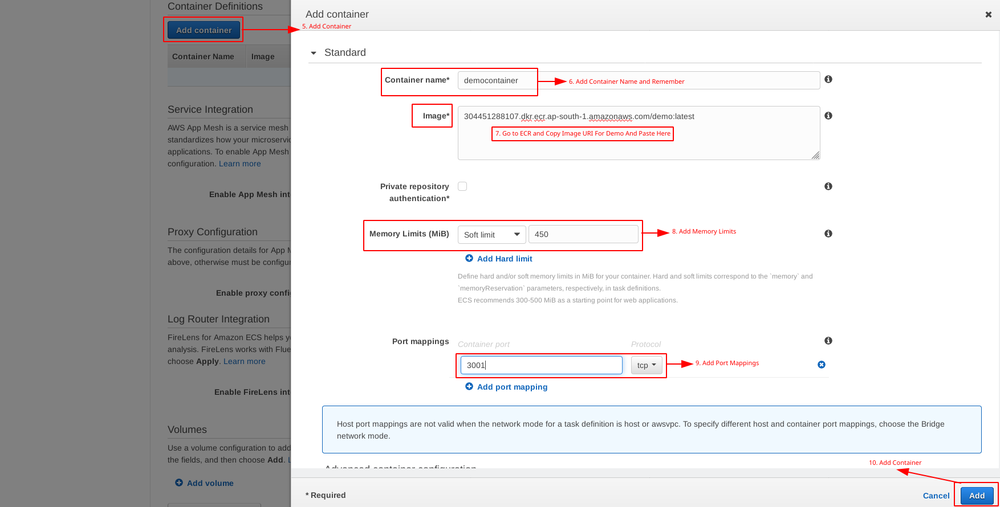 Container Definitions
Add container
5. Add Container
Container Name
Image
Service Integration
AWS App Mesh is a service mesh
standardizes how your microservic
applications. To enable App Mesh
configuration. Learn more
Enable App Mesh int
Proxy Configuration
The configuration details for App M
above, otherwise must be configu
Enable proxy config
Log Router Integration
FireLens for Amazon ECS helps y
analysis. FireLens works with Flue
choose Apply. Learn more
Enable FireLens int
Volumes
Use a volume configuration to add
the fields, and then choose Add. L
Add volume
Add container
Standard
Container name*
democontainer
6. Add Container Name and Remember
Image*
304451288107.dkr.ecr.ap-south-1.amazonaws.com/demo:latest
7. Go to ECR and Copy Image URI For Demo And Paste Here
Private repository
authentication*
Memory Limits (MiB)
Soft limit
450
8. Add Memory Limits
Add Hard limit
Define hard and/or soft memory limits in MiB for your container. Hard and soft limits correspond to the `memory` and
`memoryReservation` parameters, respectively, in task definitions.
ECS recommends 300-500 MiB as a starting point for web applications.
Port mappings
Container port
Protocol
3001
tcp
9. Add Port Mappings
Add port mapping
Host port mappings are not valid when the network mode for a task definition is host or awsvpc. To specify different host and container port mappings, choose the Bridge
network mode.
Advanced container configuration
10. Add Container
* Required
Cancel
Add